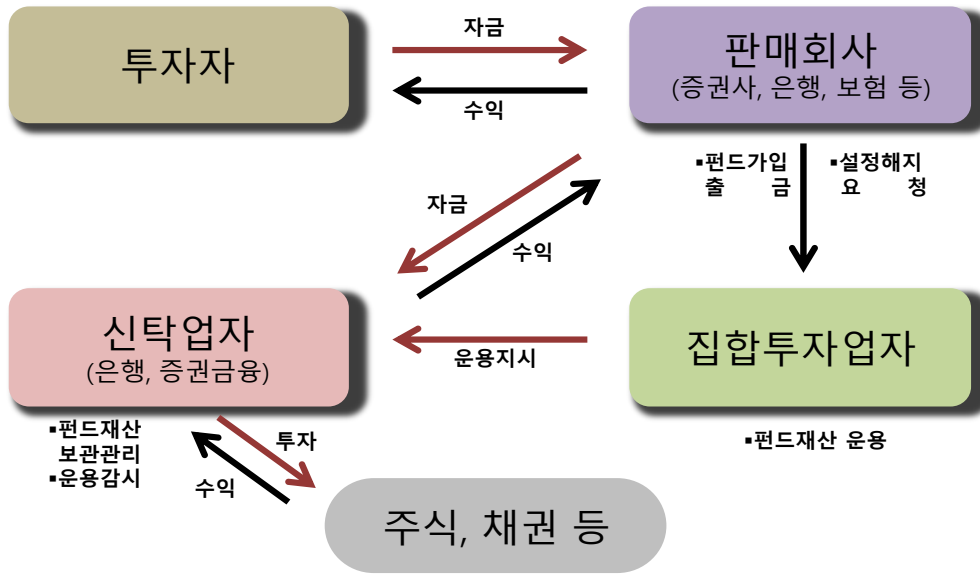 자금
투자자
판매회사
(증권사, 은행, 보험 등)
수익
▪펀드가입
출 금
▪설정해지
요 청
자금
수익
신탁업자
(은행, 증권금융)
운용지시
집합투자업자
▪펀드재산
보관관리
▪운용감시
투자
수익
▪펀드재산 운용
주식, 채권 등